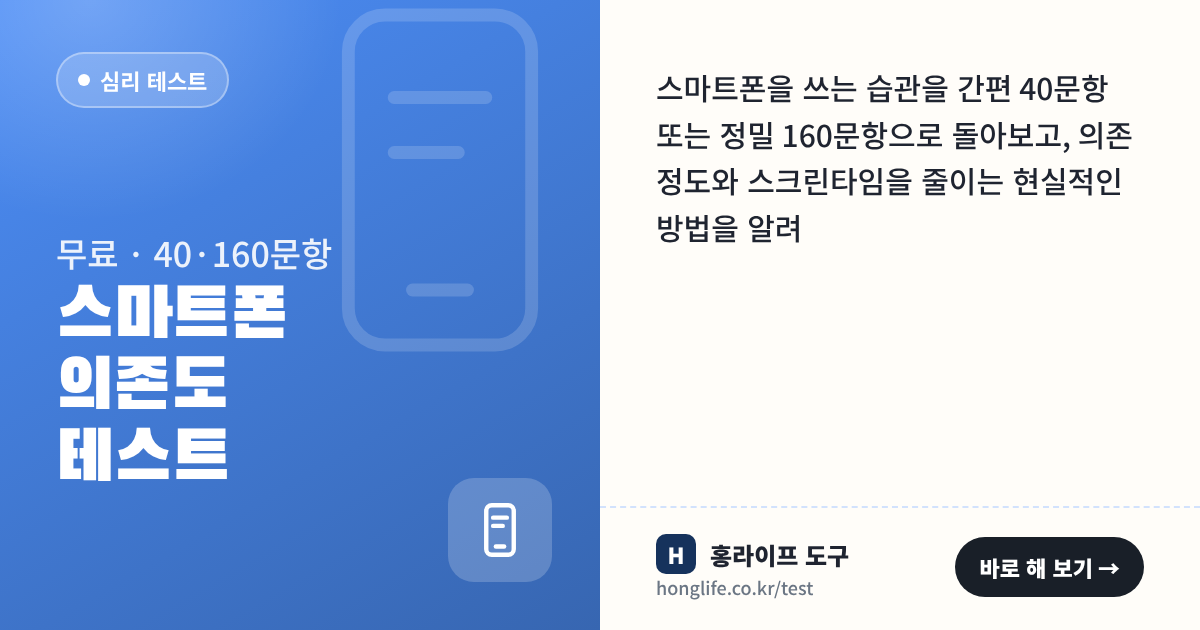 심리 테스트
무료 · 40·160문항
스마트폰
의존도
테스트
스마트폰을 쓰는 습관을 간편 40문항
또는 정밀 160문항으로 돌아보고, 의존
정도와 스크린타임을 줄이는 현실적인
방법을 알려
H 홍라이프 도구
honglife.co.kr/test
바로 해 보기 →